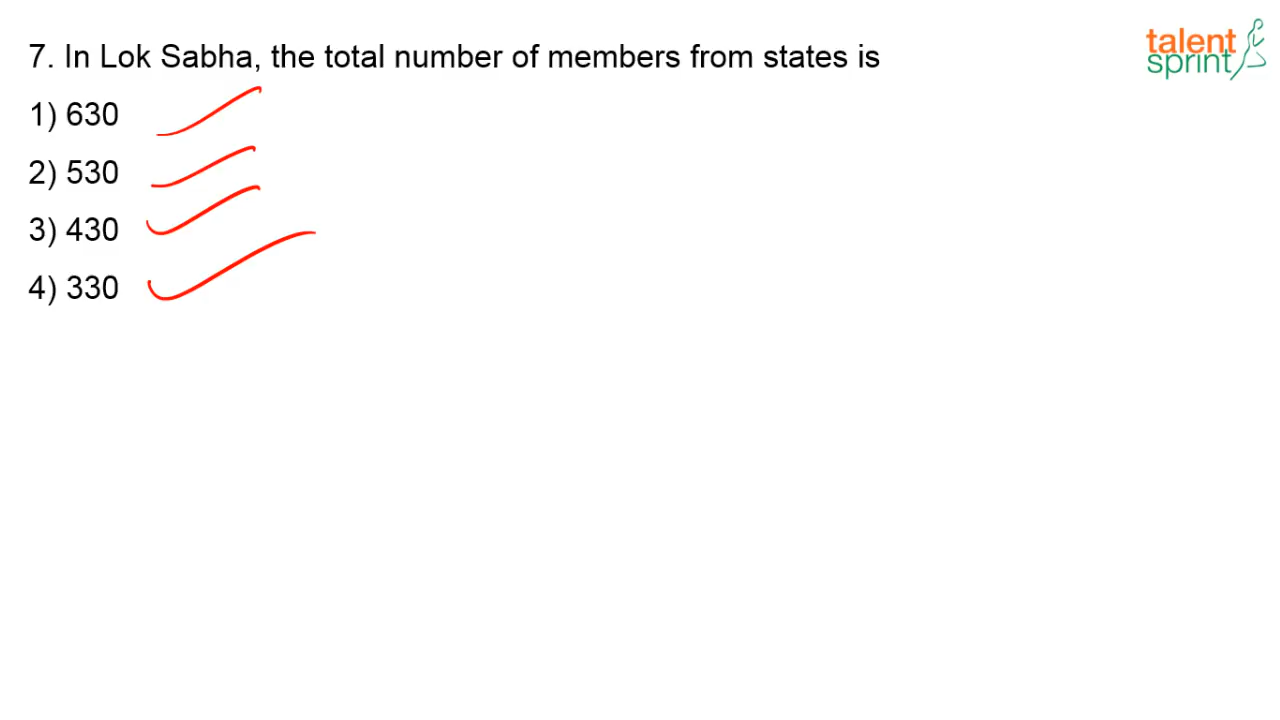 7. In Lok Sabha, the total number of members from states is
1) 630
2) 530
3) 430
4) 330
talent
sprint